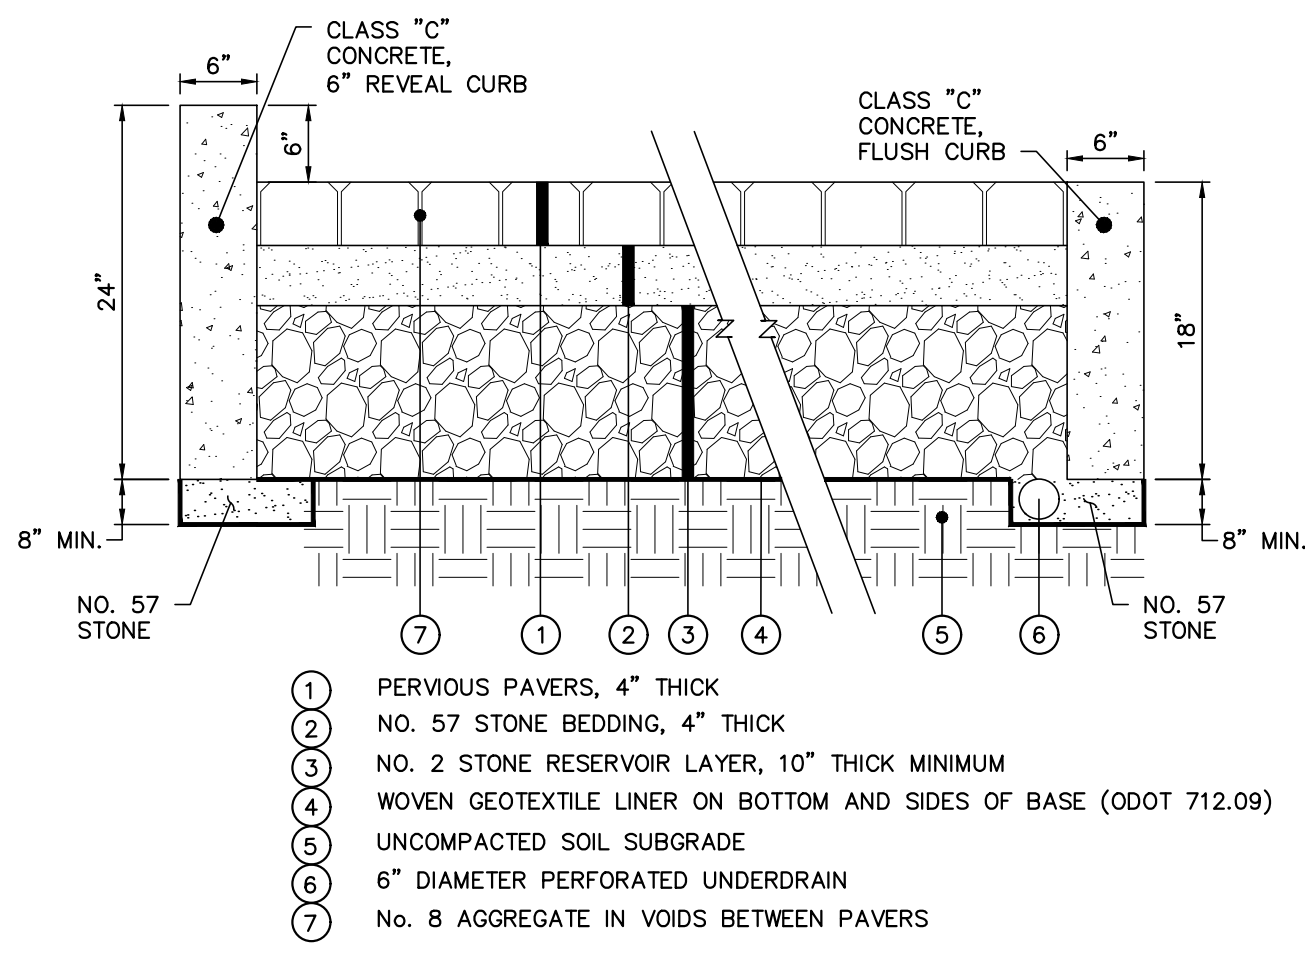 CLASS "C"
CONCRETE,
6" REVEAL CURB
6"
6"
24"
CLASS "C"
CONCRETE,
FLUSH CURB
6"
18"
8" MIN.
8" MIN.
NO. 57
STONE
NO. 57
STONE
7 1 2 3 4 5 6
1 PERVIOUS PAVERS, 4" THICK
2 NO. 57 STONE BEDDING, 4" THICK
3 NO. 2 STONE RESERVOIR LAYER, 10" THICK MINIMUM
4 WOVEN GEOTEXTILE LINER ON BOTTOM AND SIDES OF BASE (ODOT 712.09)
5 UNCOMPACTED SOIL SUBGRADE
6 6" DIAMETER PERFORATED UNDERDRAIN
7 No. 8 AGGREGATE IN VOIDS BETWEEN PAVERS